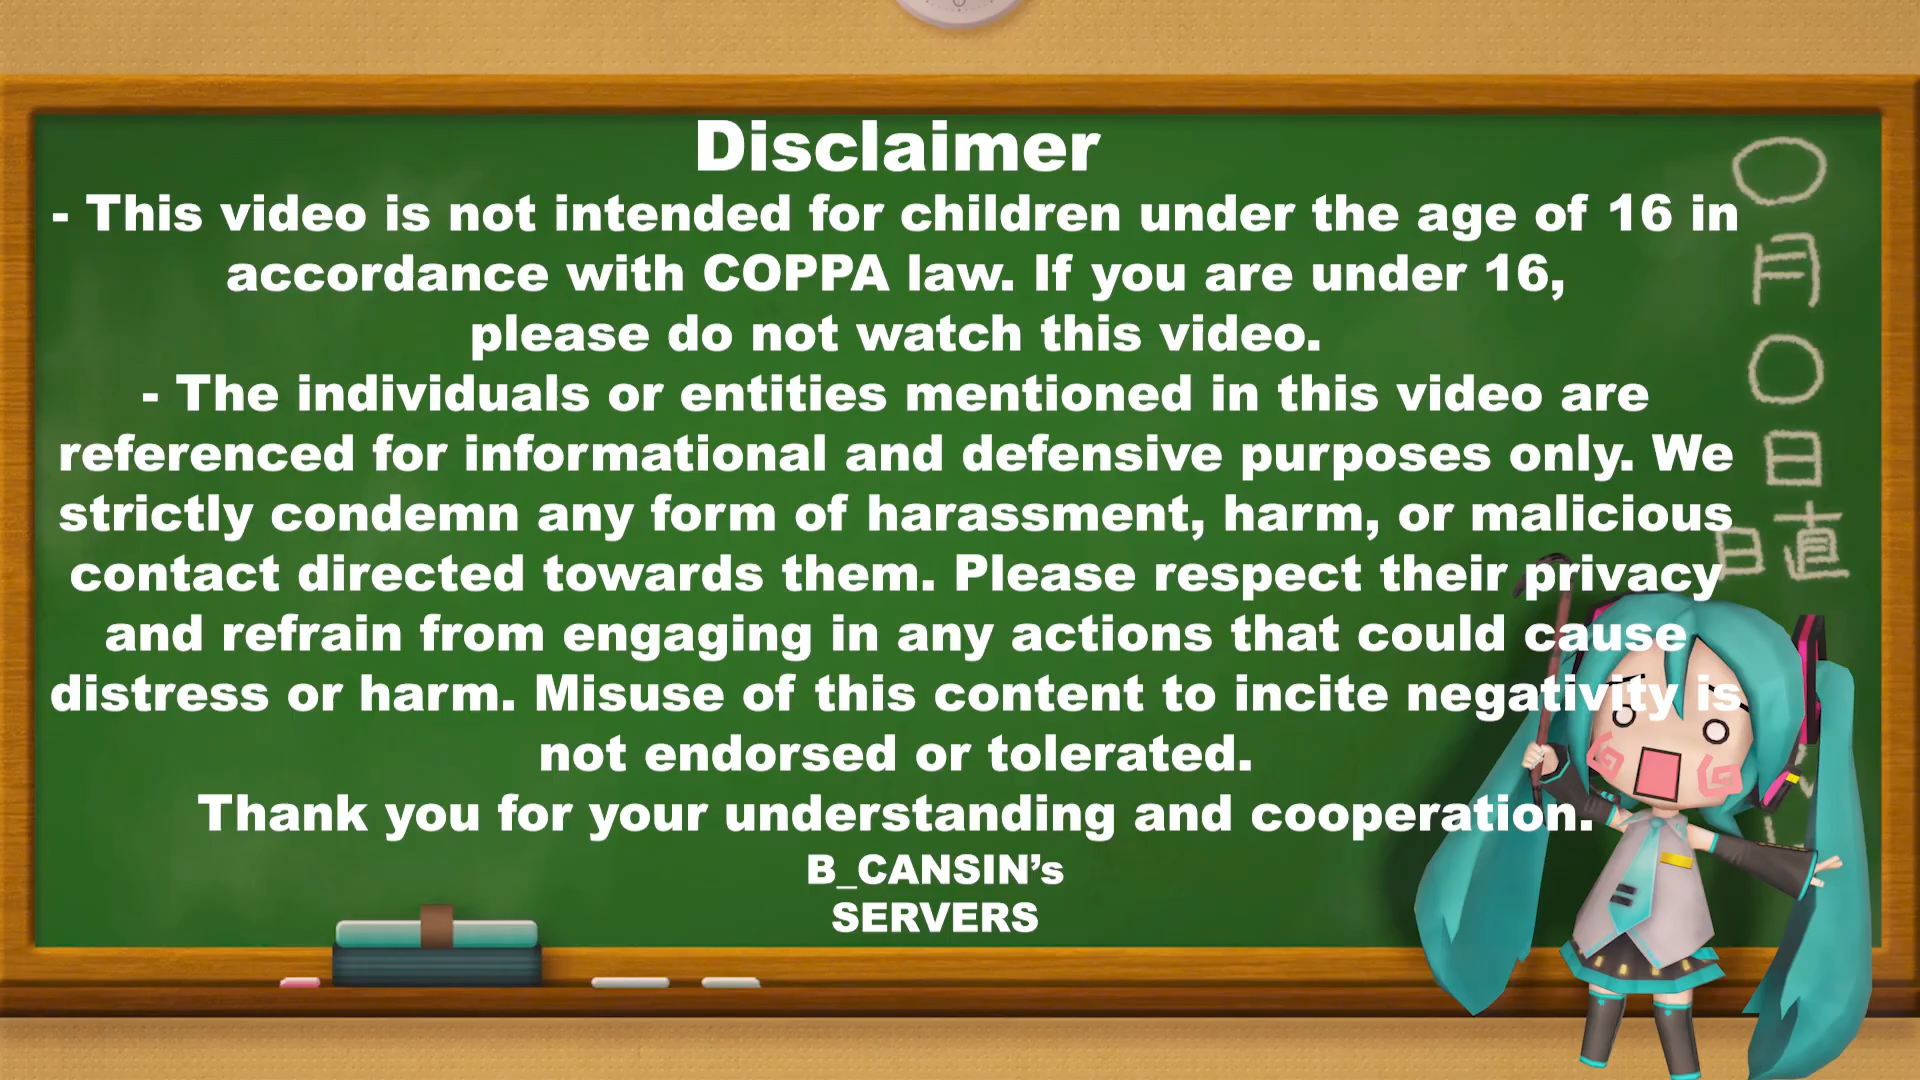 Disclaimer
- This video is not intended for children under the age of 16 in
accordance with COPPA law. If you are under 16,
please do not watch this video.
- The individuals or entities mentioned in this video are
referenced for informational and defensive purposes only. We
strictly condemn any form of harassment, harm, or malicious
contact directed towards them. Please respect their privacy
and refrain from engaging in any actions that could cause
distress or harm. Misuse of this content to incite negativity is
not endorsed or tolerated.
Thank you for your understanding and cooperation.
B_CANSIN’s
SERVERS
〇月〇日
日直